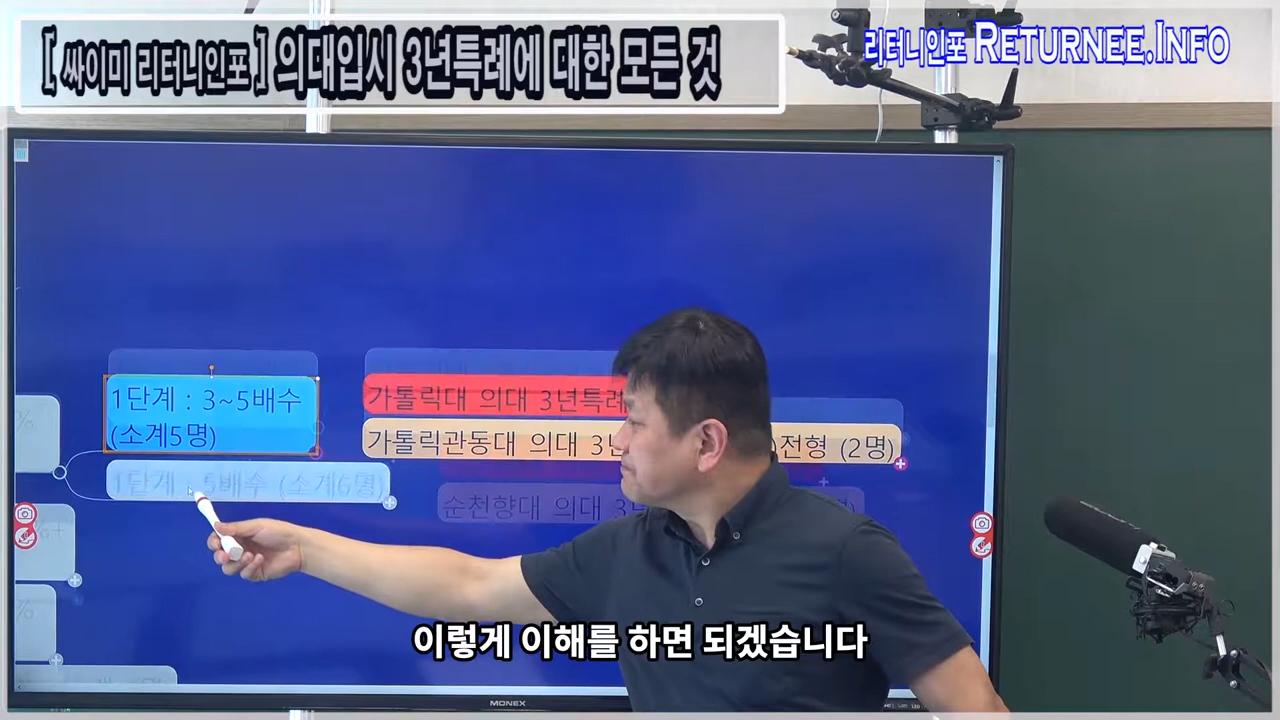 [ 싸이미 리터니인포 ] 의대입시 3년특례에 대한 모든 것
리터니인포 RETURNEE.INFO
1단계 : 3~5배수
(소계5명)
가톨릭대 의대 3년특례
가톨릭관동대 의대 3년
전형 (2명)
1단계 : 5배수 (소계6명)
순천향대 의대 3년
이렇게 이해를 하면 되겠습니다
MONEX